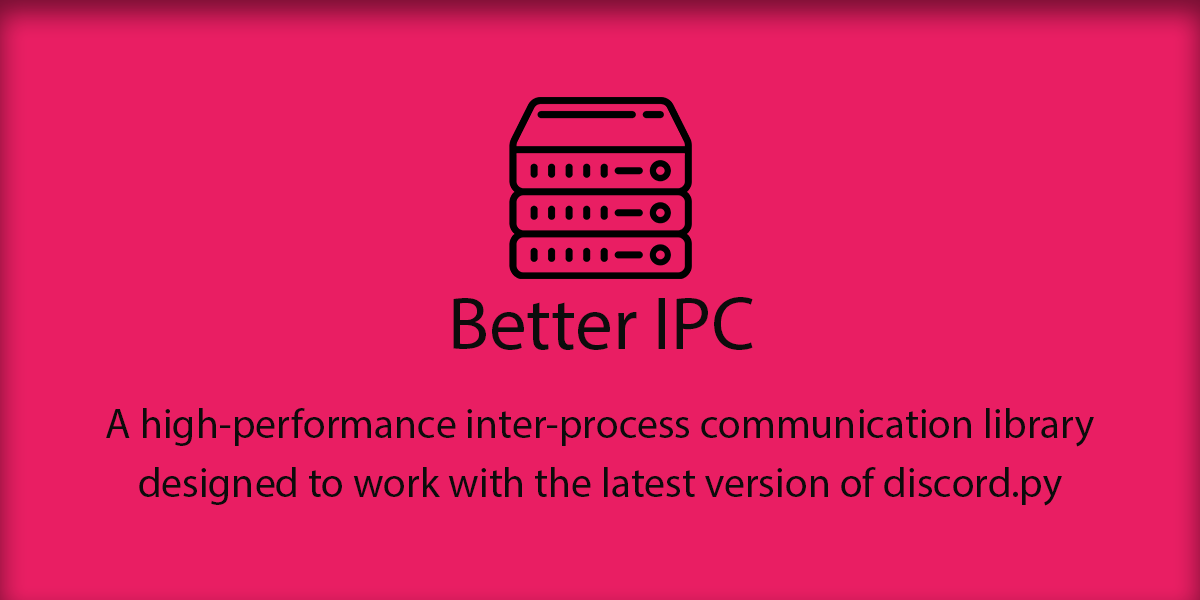 Better IPC
A high-performance inter-process communication library
designed to work with the latest version of discord.py